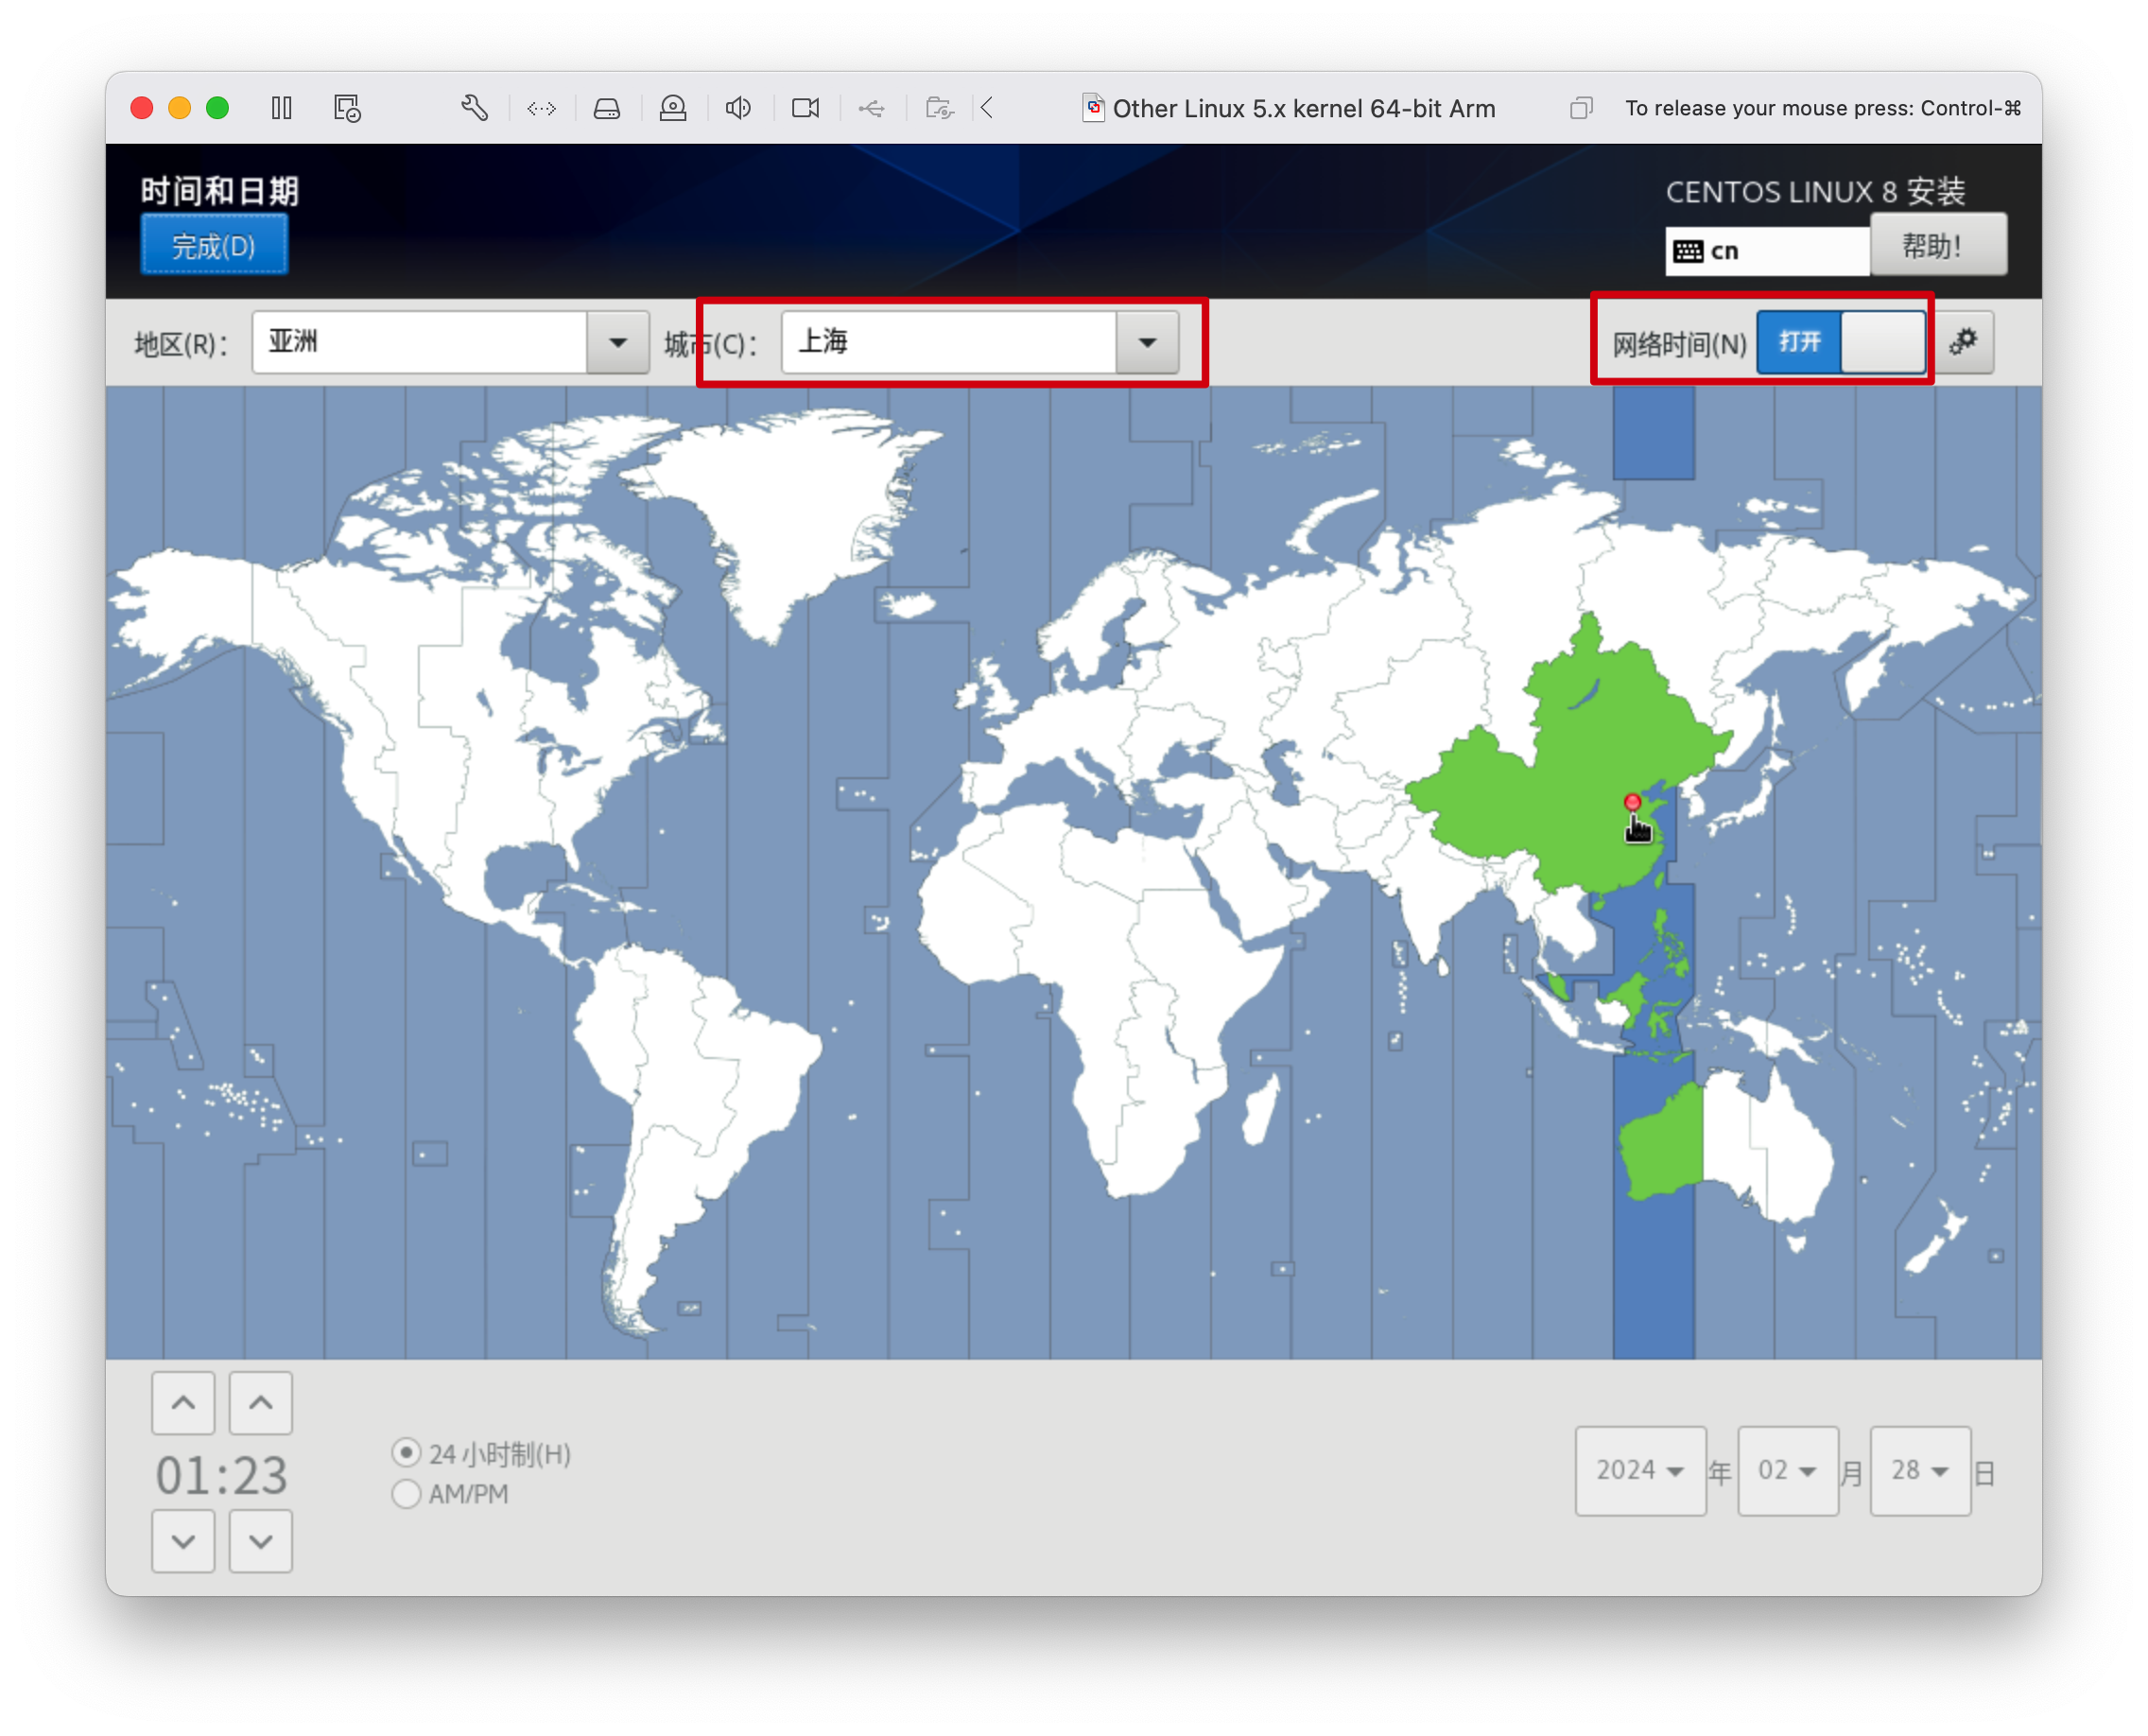 Other Linux 5.x kernel 64-bit Arm
To release your mouse press: Control-⌘
时间和日期
CENTOS LINUX 8 安装
完成(D)
cn
帮助!
地区(R):
亚洲
城市(C):
上海
网络时间(N)
打开
01:23
24 小时制(H)
AM/PM
2024 年 02 月 28 日